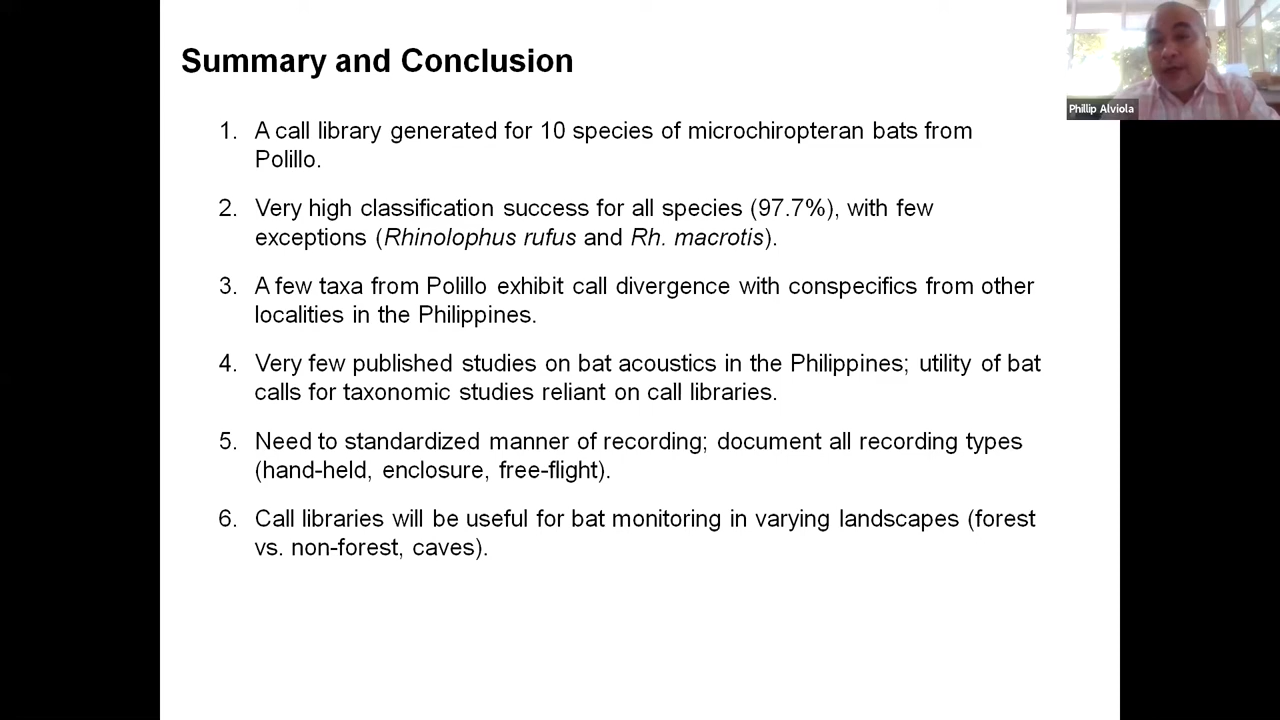 Summary and Conclusion
Phillip Alviola
1. A call library generated for 10 species of microchiropteran bats from
Polillo.
2. Very high classification success for all species (97.7%), with few
exceptions (Rhinolophus rufus and Rh. macrotis).
3. A few taxa from Polillo exhibit call divergence with conspecifics from other
localities in the Philippines.
4. Very few published studies on bat acoustics in the Philippines; utility of bat
calls for taxonomic studies reliant on call libraries.
5. Need to standardized manner of recording; document all recording types
(hand-held, enclosure, free-flight).
6. Call libraries will be useful for bat monitoring in varying landscapes (forest
vs. non-forest, caves).